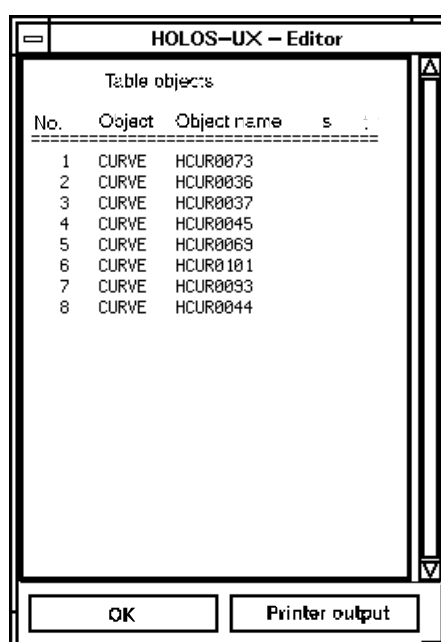 HOLOS-UX - Editor
Table objects
No. Object Object name s
====================================
1 CURVE HCUR0073
2 CURVE HCUR0036
3 CURVE HCUR0037
4 CURVE HCUR0045
5 CURVE HCUR0069
6 CURVE HCUR0101
7 CURVE HCUR0093
8 CURVE HCUR0044
OK Printer output